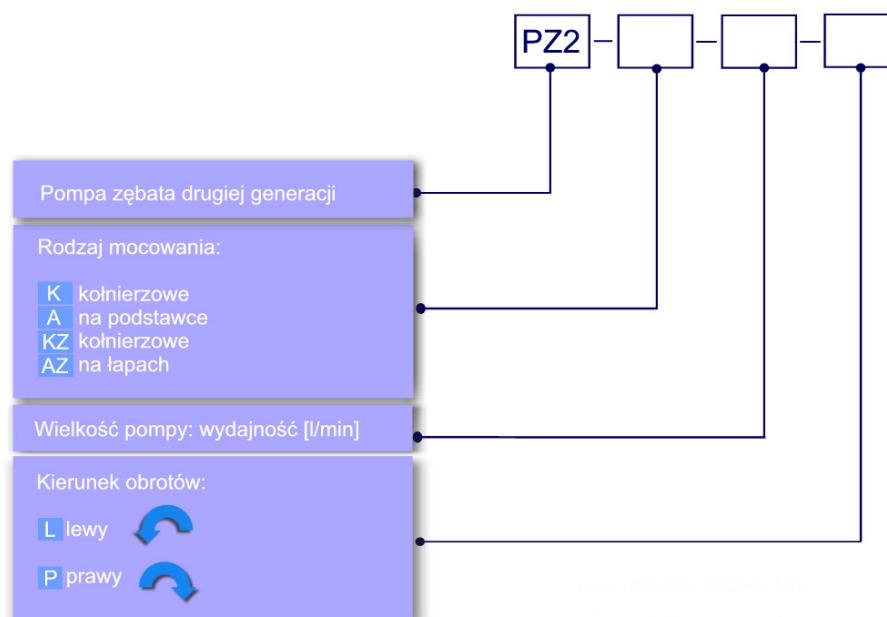 PZ2
Pompa zębata drugiej generacji
Rodzaj mocowania:
K kołnierzowe
A na podstawce
KZ kołnierzowe
AZ na łapach
Wielkość pompy: wydajność [l/min]
Kierunek obrotów:
L lewy
P prawy